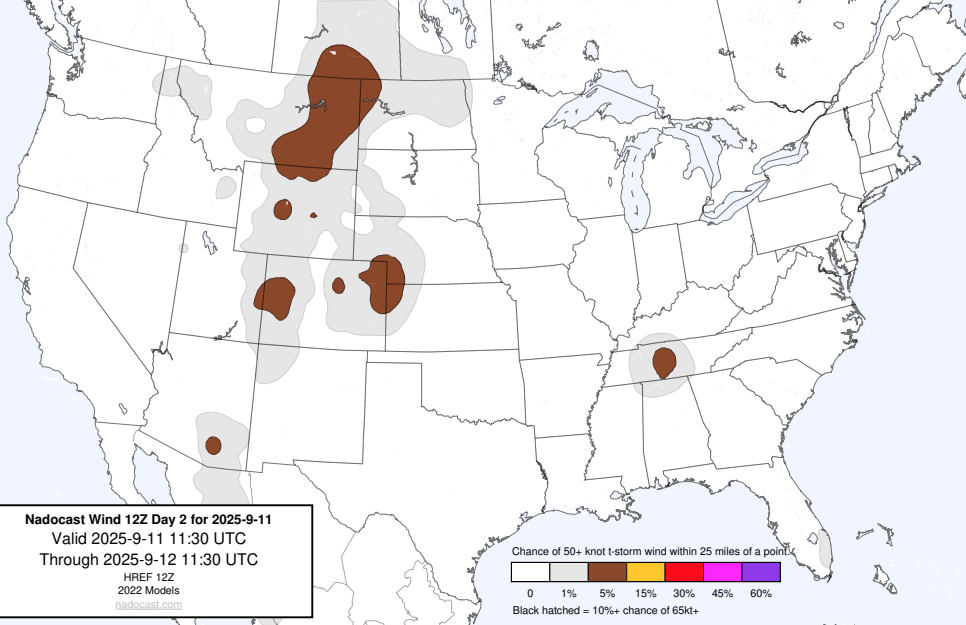 Nadocast Wind 12Z Day 2 for 2025-9-11
Valid 2025-9-11 11:30 UTC
Through 2025-9-12 11:30 UTC
HREF 12Z
2022 Models
nadocast.com
Chance of 50+ knot t-storm wind within 25 miles of a point.
0 1% 5% 15% 30% 45% 60%
Black hatched = 10%+ chance of 65kt+